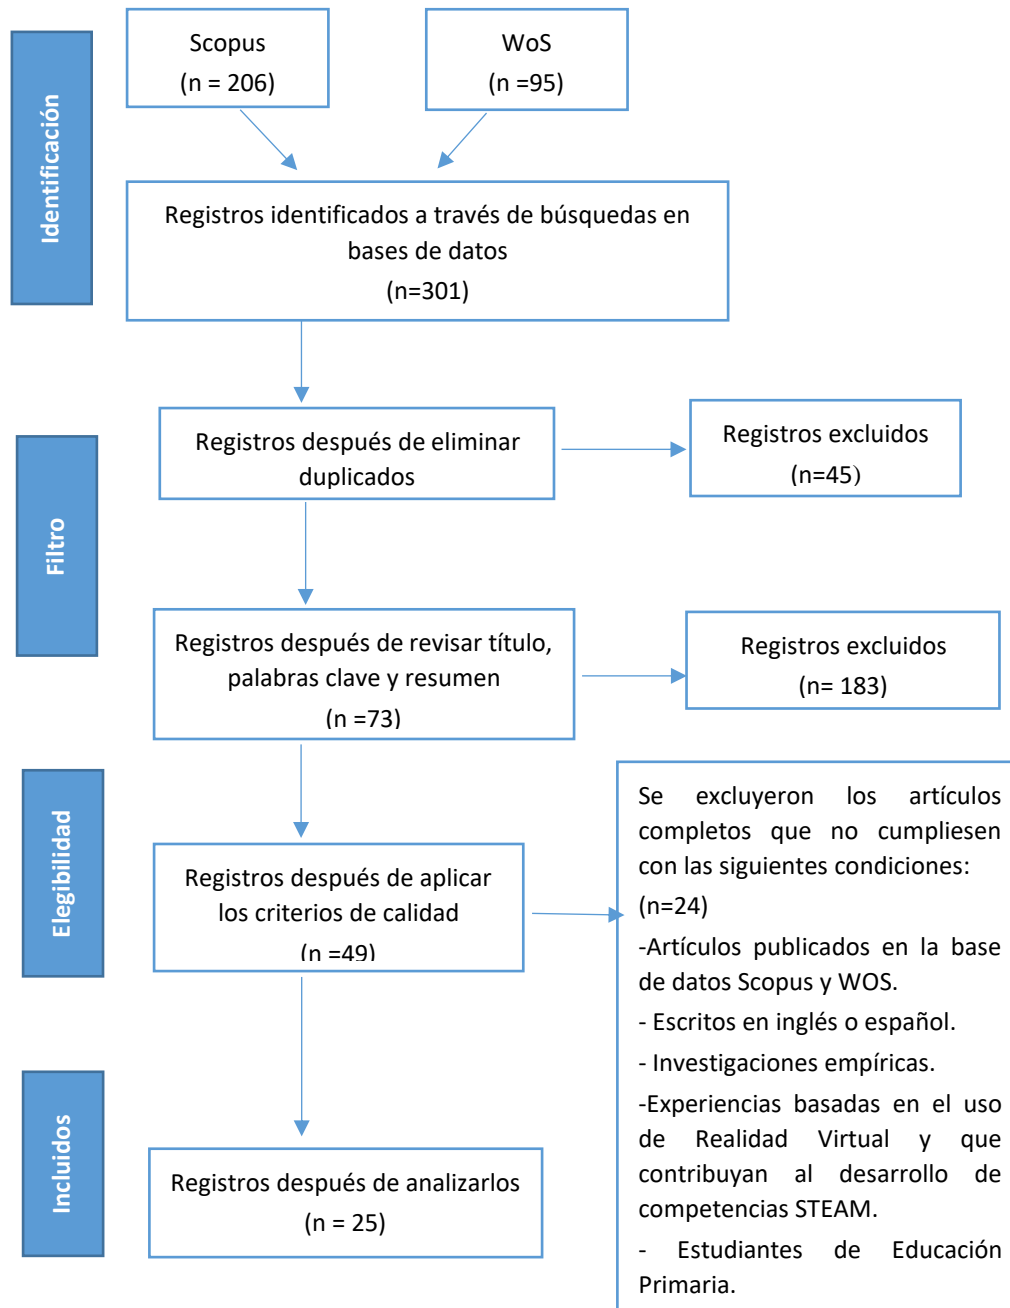 Identificación
Scopus
(n = 206)
WoS
(n =95)
Registros identificados a través de búsquedas en
bases de datos
(n=301)
Filtro
Registros después de eliminar
duplicados
Registros excluidos
(n=45)
Registros después de revisar título,
palabras clave y resumen
(n =73)
Registros excluidos
(n= 183)
Elegibilidad
Registros después de aplicar
los criterios de calidad
(n =49)
Se excluyeron los artículos
completos que no cumpliesen
con las siguientes condiciones:
(n=24)
-Artículos publicados en la base
de datos Scopus y WOS.
- Escritos en inglés o español.
- Investigaciones empíricas.
-Experiencias basadas en el uso
de Realidad Virtual y que
contribuyan al desarrollo de
competencias STEAM.
- Estudiantes de Educación
Primaria.
Incluidos
Registros después de analizarlos
(n = 25)